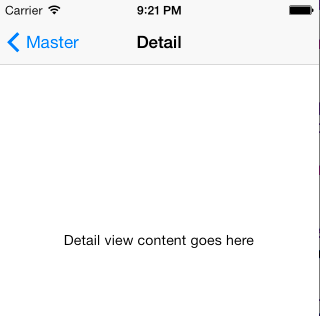 Carrier 9:21 PM
Master Detail
Detail view content goes here